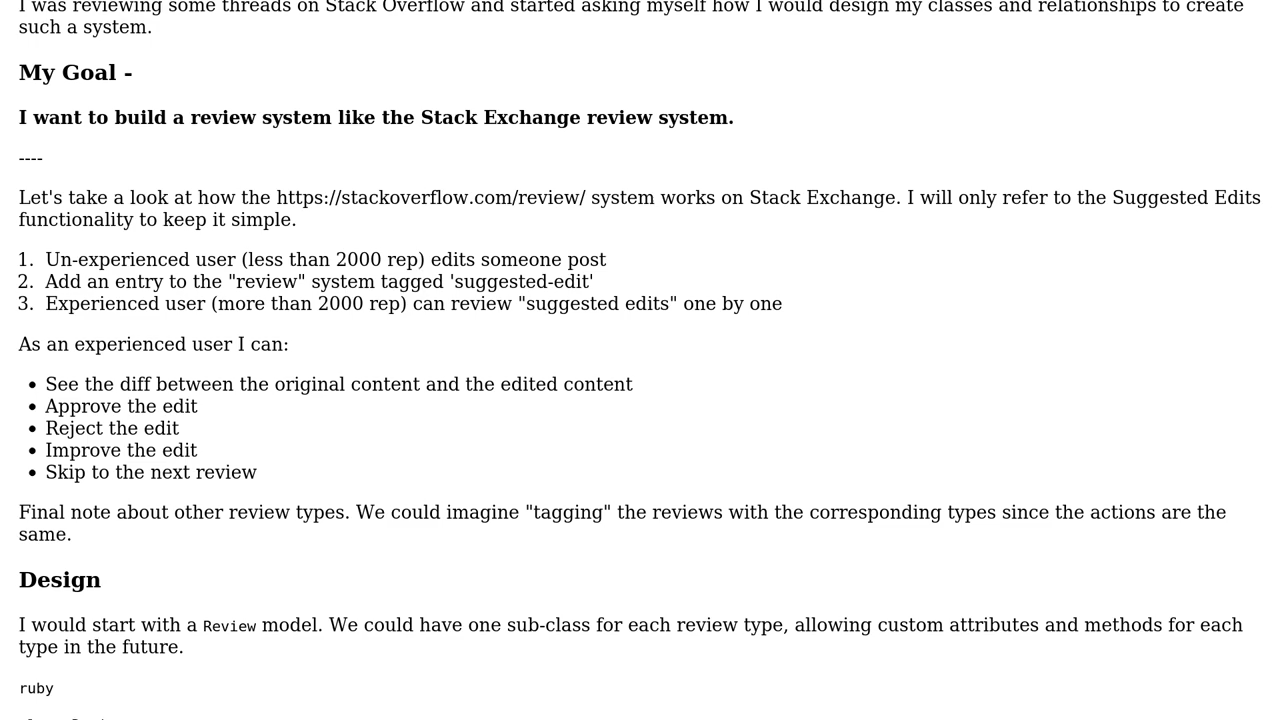 I was reviewing some threads on Stack Overflow and started asking myself how I would design my classes and relationships to create
such a system.
My Goal -
I want to build a review system like the Stack Exchange review system.
----
Let's take a look at how the https://stackoverflow.com/review/ system works on Stack Exchange. I will only refer to the Suggested Edits
functionality to keep it simple.
1. Un-experienced user (less than 2000 rep) edits someone post
2. Add an entry to the "review" system tagged 'suggested-edit'
3. Experienced user (more than 2000 rep) can review "suggested edits" one by one
As an experienced user I can:
• See the diff between the original content and the edited content
• Approve the edit
• Reject the edit
• Improve the edit
• Skip to the next review
Final note about other review types. We could imagine "tagging" the reviews with the corresponding types since the actions are the
same.
Design
I would start with a Review model. We could have one sub-class for each review type, allowing custom attributes and methods for each
type in the future.
ruby